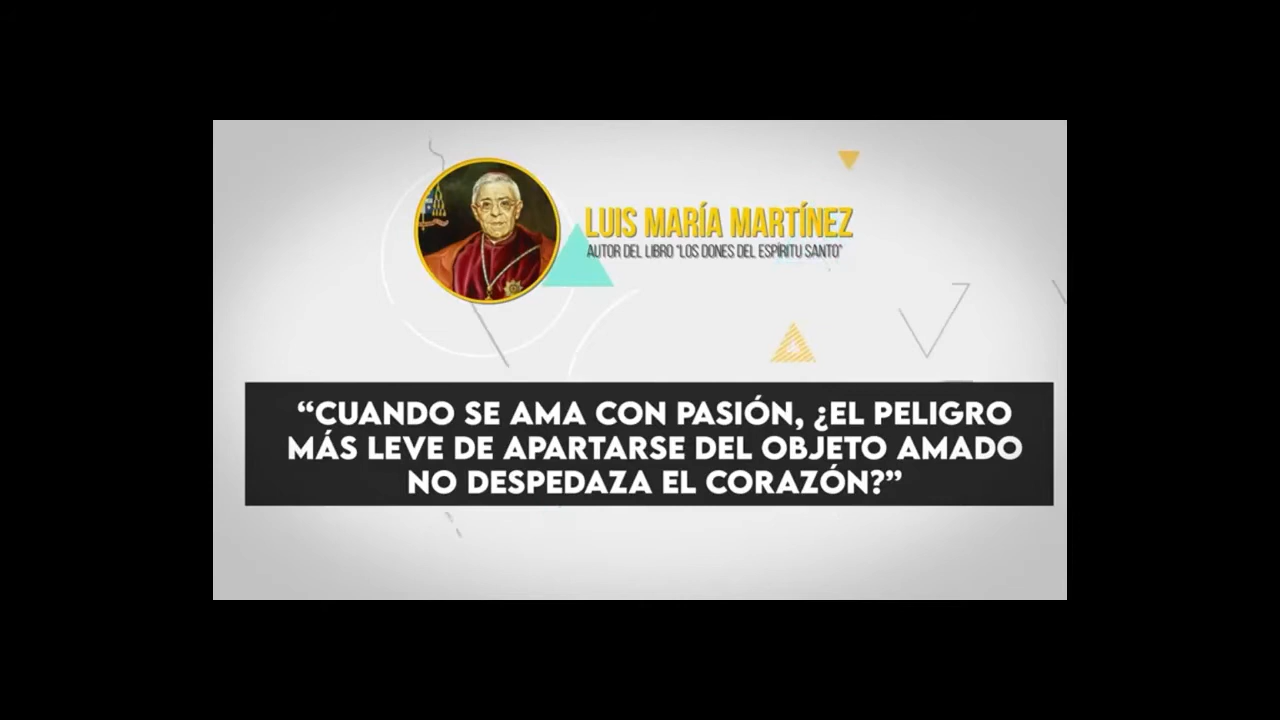 LUIS MARÍA MARTÍNEZ
AUTOR DEL LIBRO "LOS DONES DEL ESPÍRITU SANTO"
“CUANDO SE AMA CON PASIÓN, ¿EL PELIGRO
MÁS LEVE DE APARTARSE DEL OBJETO AMADO
NO DESPEDAZA EL CORAZÓN?”